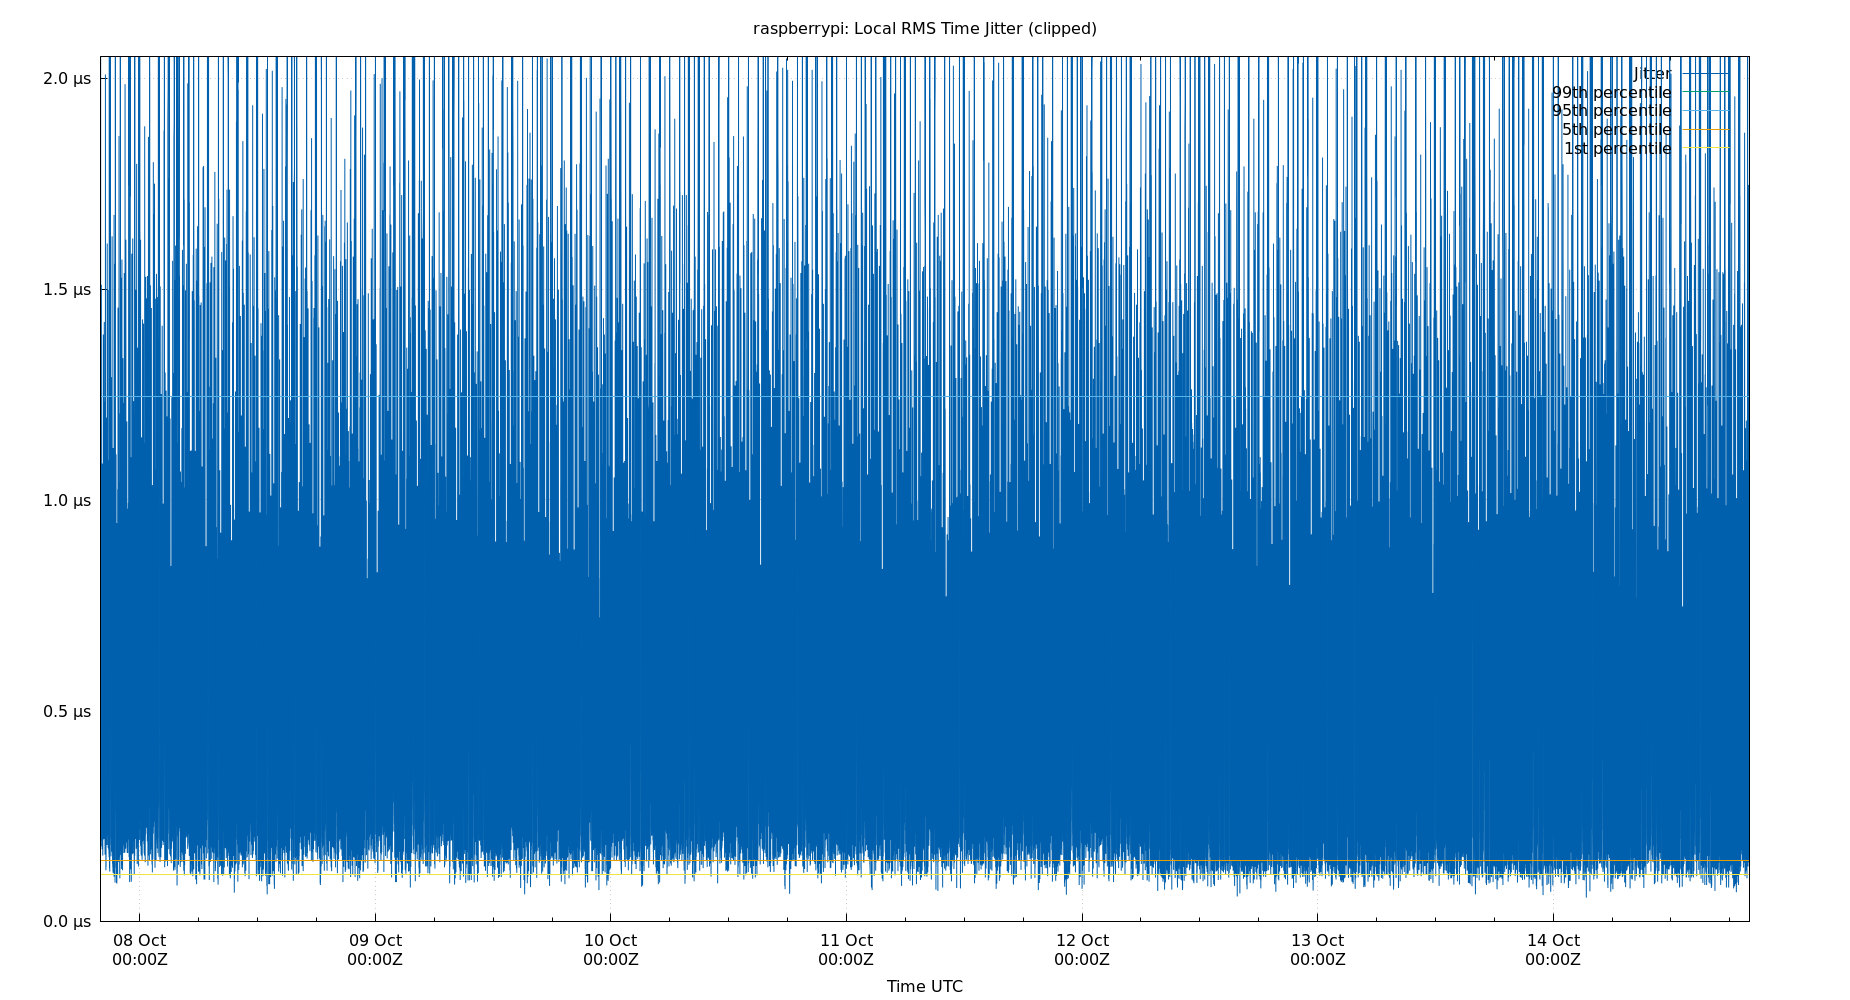 raspberrypi: Local RMS Time Jitter (clipped)
2.0 µs
1.5 µs
1.0 µs
0.5 µs
0.0 µs
Jitter
99th percentile
95th percentile
5th percentile
1st percentile
08 Oct 09 Oct 10 Oct 11 Oct 12 Oct 13 Oct 14 Oct
00:00Z 00:00Z 00:00Z 00:00Z 00:00Z 00:00Z 00:00Z
Time UTC